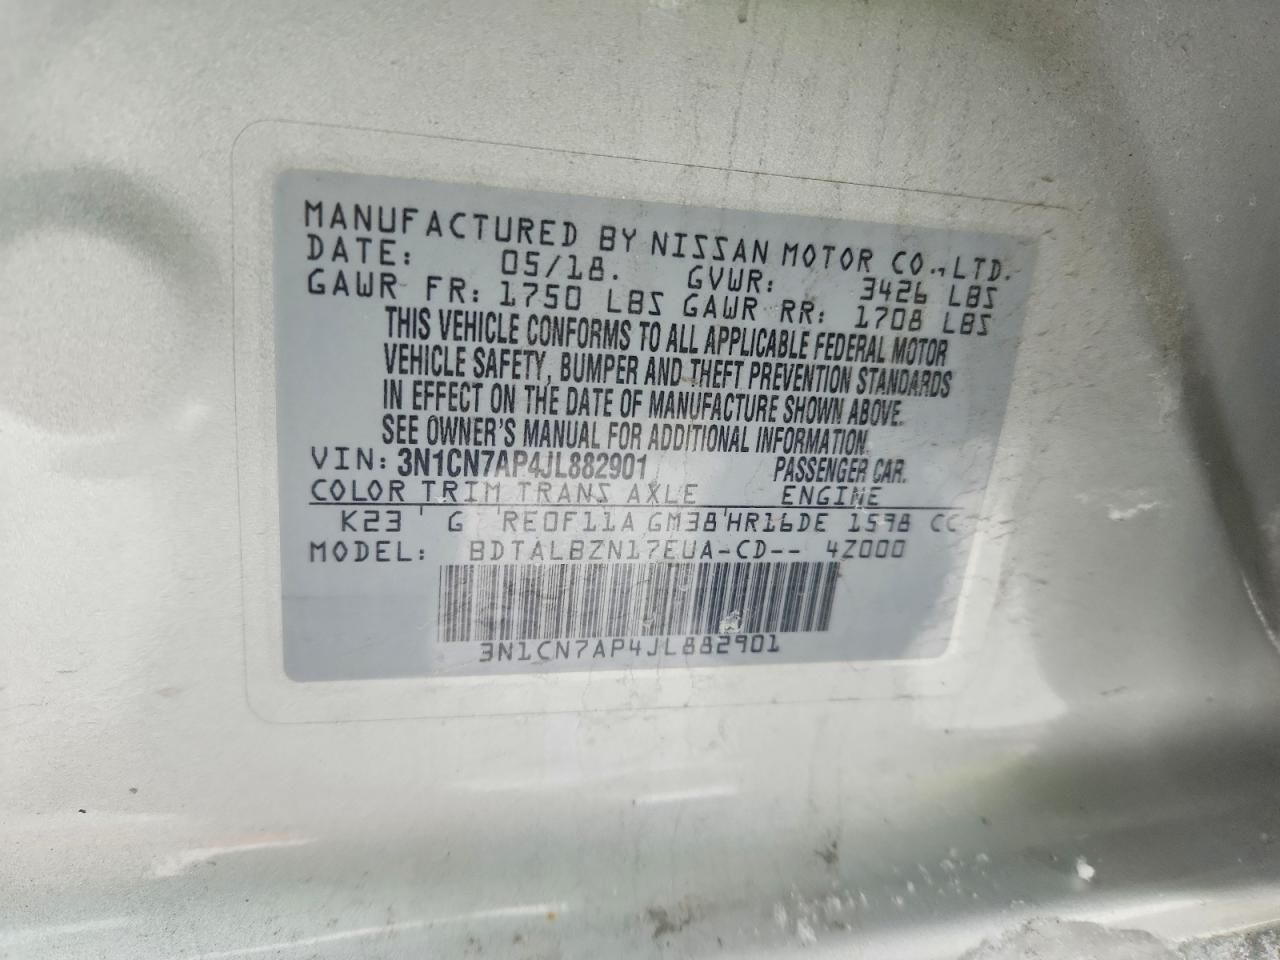 MANUFACTURED BY NISSAN MOTOR CO., LTD.
DATE: 05/18. GVWR: 3426 LBS
GAWR FR: 1750 LBS GAWR RR: 1708 LBS
THIS VEHICLE CONFORMS TO ALL APPLICABLE FEDERAL MOTOR
VEHICLE SAFETY, BUMPER AND THEFT PREVENTION STANDARDS
IN EFFECT ON THE DATE OF MANUFACTURE SHOWN ABOVE.
SEE OWNER'S MANUAL FOR ADDITIONAL INFORMATION.
VIN: 3N1CN7AP4JL882901 PASSENGER CAR.
COLOR TRIM TRANS AXLE ENGINE
K23 G RE0F11A GM38 HR16DE 1598 CC
MODEL: BDTALBZN17EUA-CD-- 4Z000
3N1CN7AP4JL882901